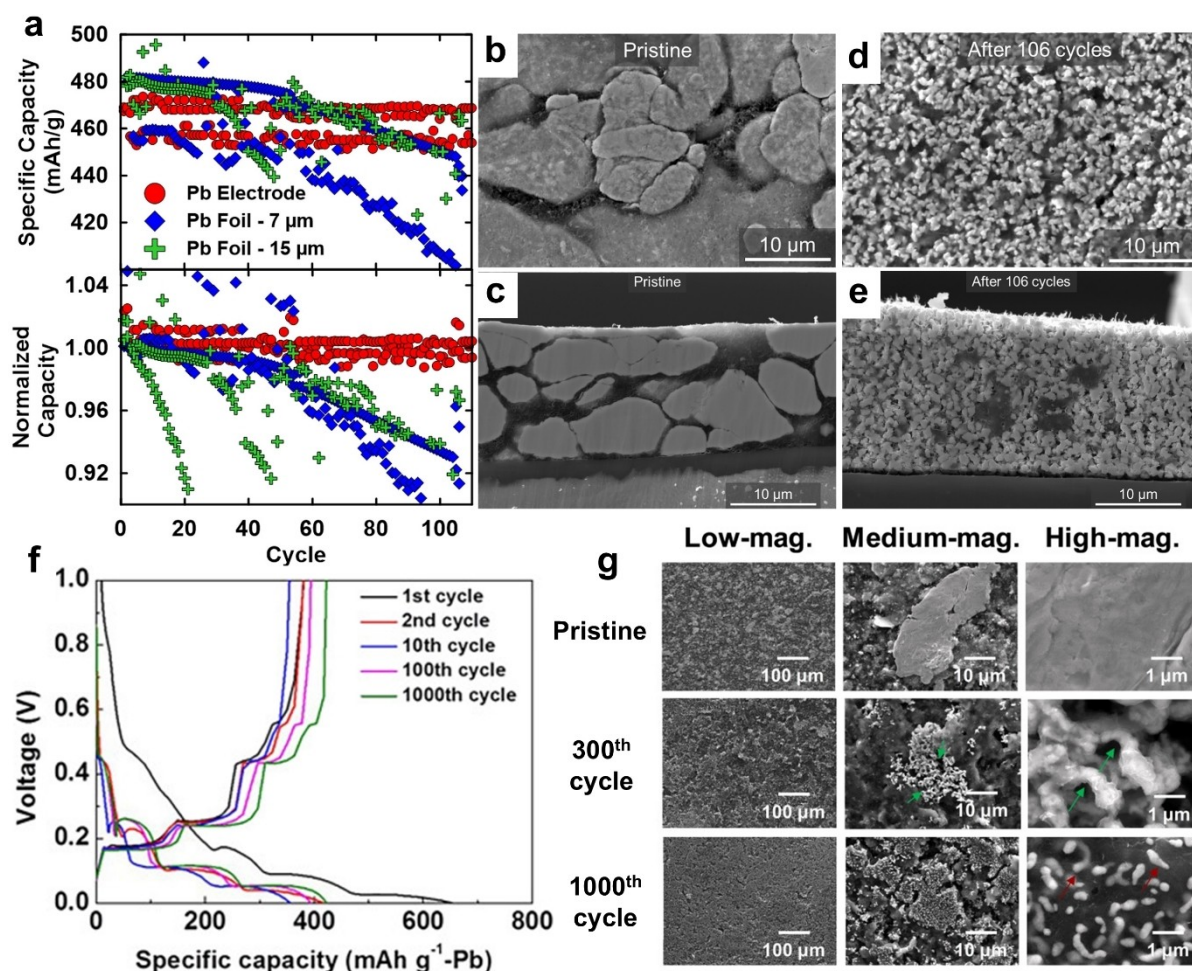 a
500
480
460
440
420
Specific Capacity
(mAh/g)
Pb Electrode
Pb Foil - 7 µm
Pb Foil - 15 µm
1.04
1.00
0.96
0.92
Normalized
Capacity
0 20 40 60 80 100
Cycle
b
Pristine
10 µm
c
Pristine
10 µm
d
After 106 cycles
10 µm
e
After 106 cycles
10 µm
f
1.0
0.8
0.6
0.4
0.2
0.0
Voltage (V)
1st cycle
2nd cycle
10th cycle
100th cycle
1000th cycle
0 200 400 600 800
Specific capacity (mAh g⁻¹-Pb)
g
Low-mag. Medium-mag. High-mag.
Pristine
100 µm 10 µm 1 µm
300th
cycle
100 µm 10 µm 1 µm
1000th
cycle
100 µm 10 µm 1 µm